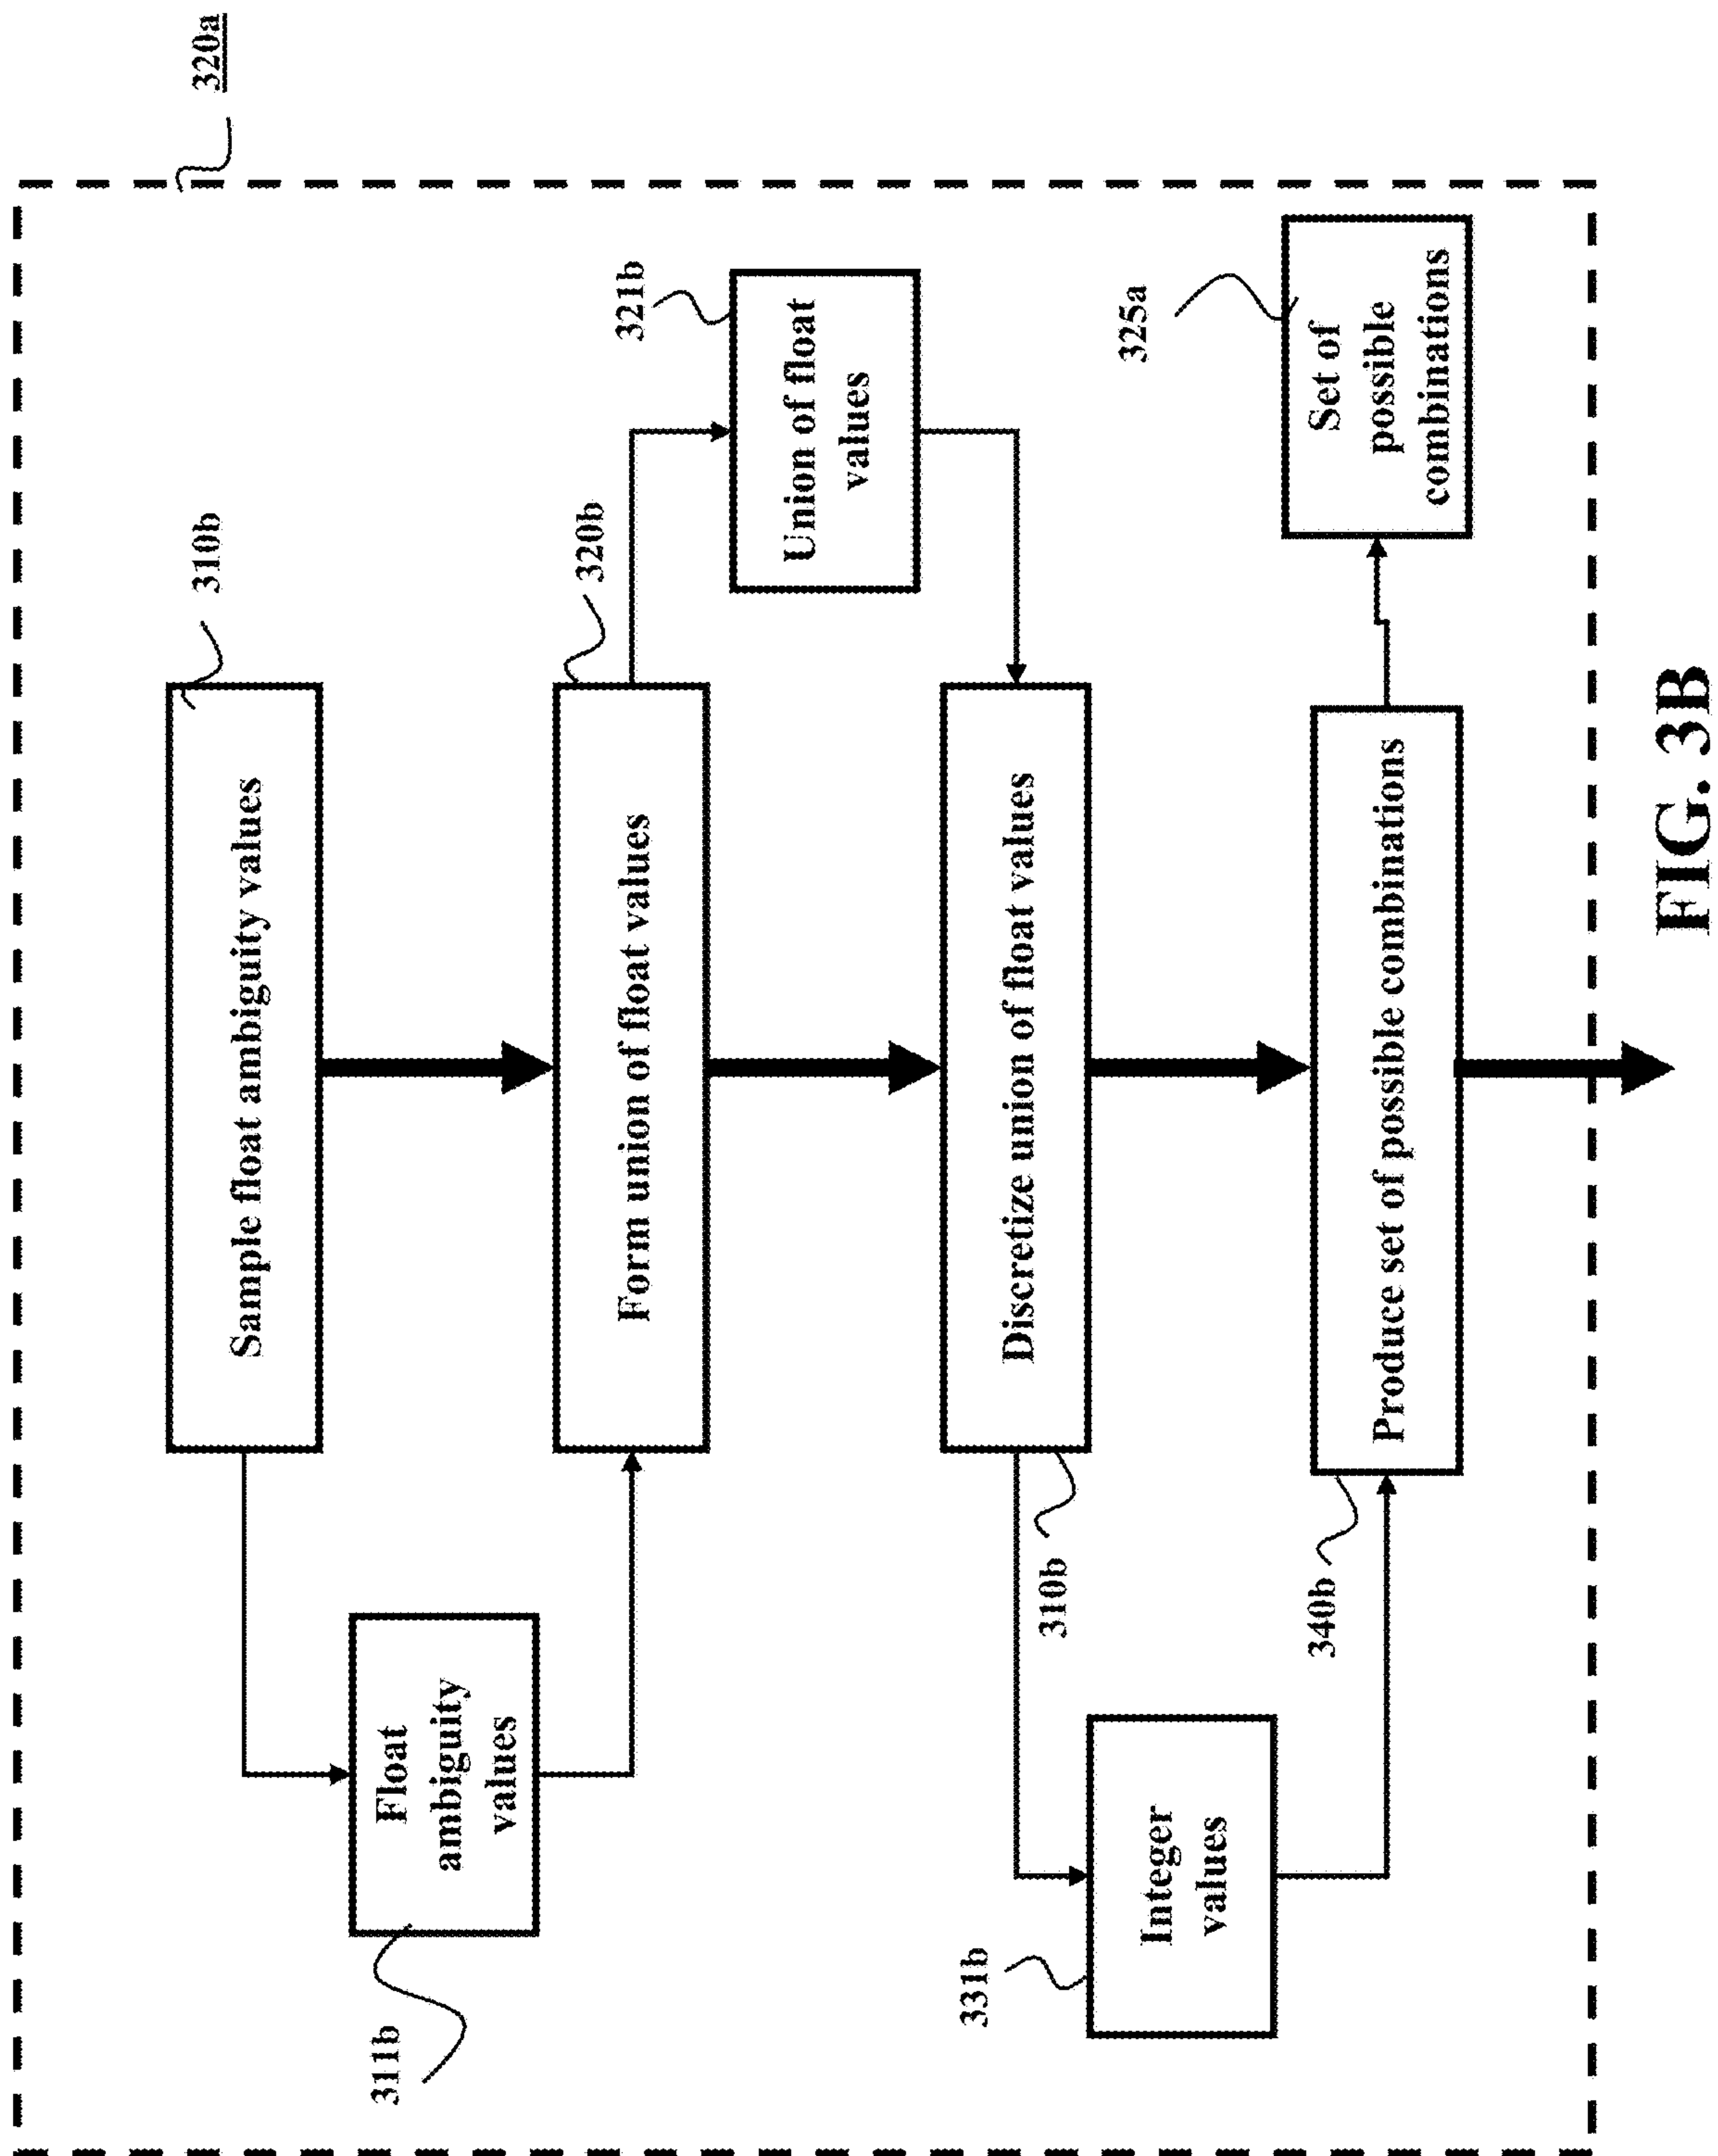 320a
310b
Sample float ambiguity values
311b
Float
ambiguity
values
320b
Form union of float values
321b
Union of float
values
Discretize union of float values
310b
331b
Integer
values
340b
Produce set of possible combinations
325a
Set of
possible
combinations
FIG. 3B